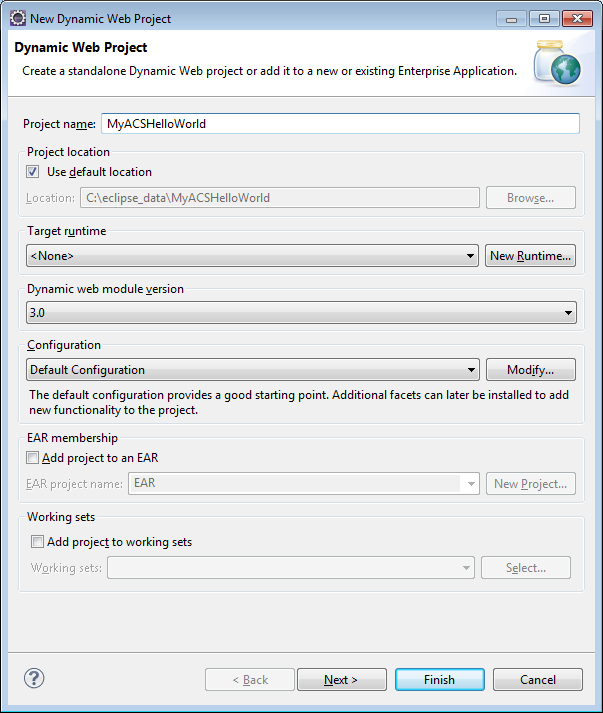 New Dynamic Web Project
Dynamic Web Project
Create a standalone Dynamic Web project or add it to a new or existing Enterprise Application.
Project name: MyACSHelloWorld
Project location
Use default location
Location: C:\eclipse_data\MyACSHelloWorld Browse...
Target runtime
<None> New Runtime...
Dynamic web module version
3.0
Configuration
Default Configuration Modify...
The default configuration provides a good starting point. Additional facets can later be installed to add
new functionality to the project.
EAR membership
Add project to an EAR
EAR project name: EAR New Project...
Working sets
Add project to working sets
Working sets: Select...
? < Back Next > Finish Cancel